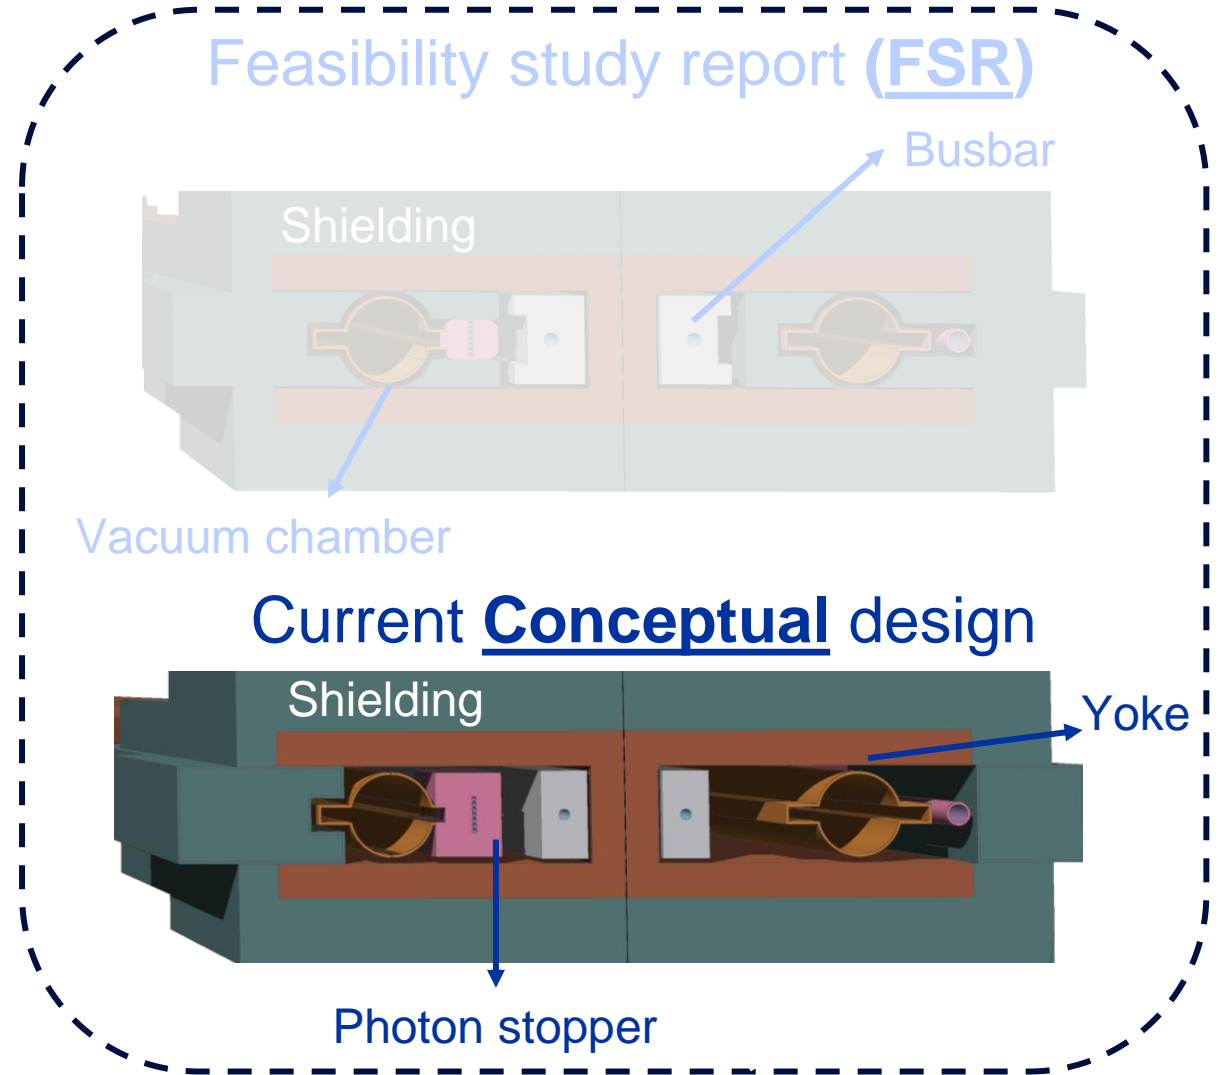 Feasibility study report (FSR)
Busbar
Shielding
Vacuum chamber
Current Conceptual design
Shielding
Yoke
Photon stopper